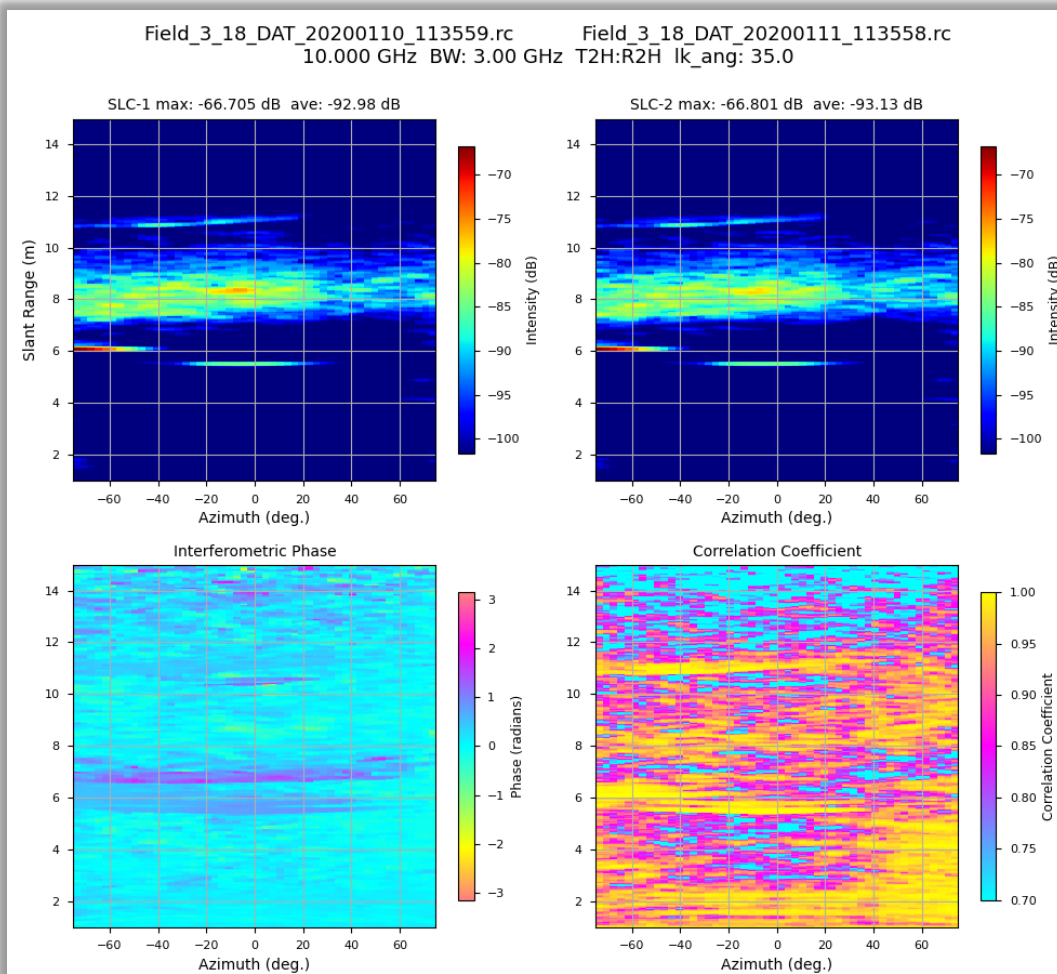 Field_3_18_DAT_20200110_113559.rc Field_3_18_DAT_20200111_113558.rc
10.000 GHz BW: 3.00 GHz T2H:R2H lk_ang: 35.0
SLC-1 max: -66.705 dB ave: -92.98 dB
14
12
10
8
6
4
2
Slant Range (m)
−60 −40 −20 0 20 40 60
Azimuth (deg.)
−70
−75
−80
−85
−90
−95
−100
Intensity (dB)
SLC-2 max: -66.801 dB ave: -93.13 dB
14
12
10
8
6
4
2
−60 −40 −20 0 20 40 60
Azimuth (deg.)
−70
−75
−80
−85
−90
−95
−100
Intensity (dB)
Interferometric Phase
14
12
10
8
6
4
2
−60 −40 −20 0 20 40 60
Azimuth (deg.)
3
2
1
0
−1
−2
−3
Phase (radians)
Correlation Coefficient
14
12
10
8
6
4
2
−60 −40 −20 0 20 40 60
Azimuth (deg.)
1.00
0.95
0.90
0.85
0.80
0.75
0.70
Correlation Coefficient